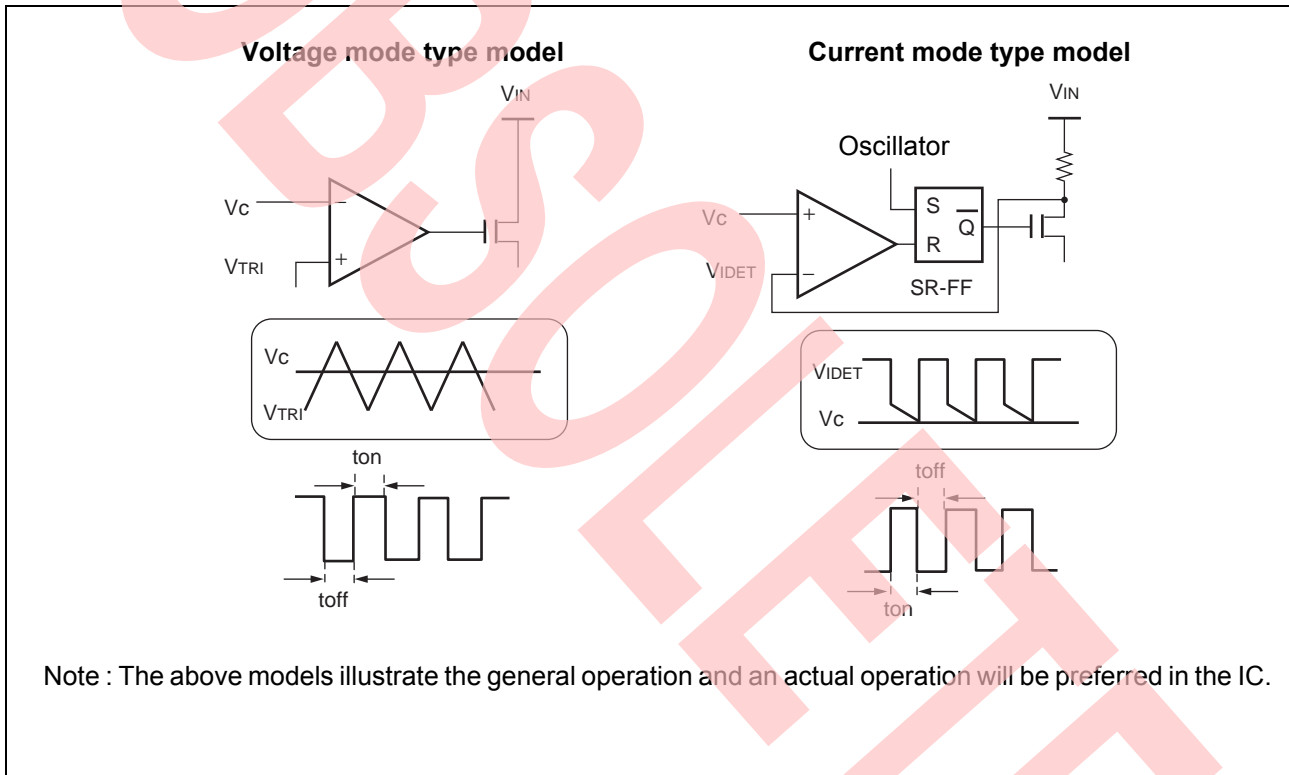 Voltage mode type model
VIN
Vc
−
VTRI
+
Vc
VTRI
ton
toff
Current mode type model
VIN
Oscillator
Vc
+
VIDET
−
S
R
Q
SR-FF
VIDET
Vc
toff
ton
Note : The above models illustrate the general operation and an actual operation will be preferred in the IC.